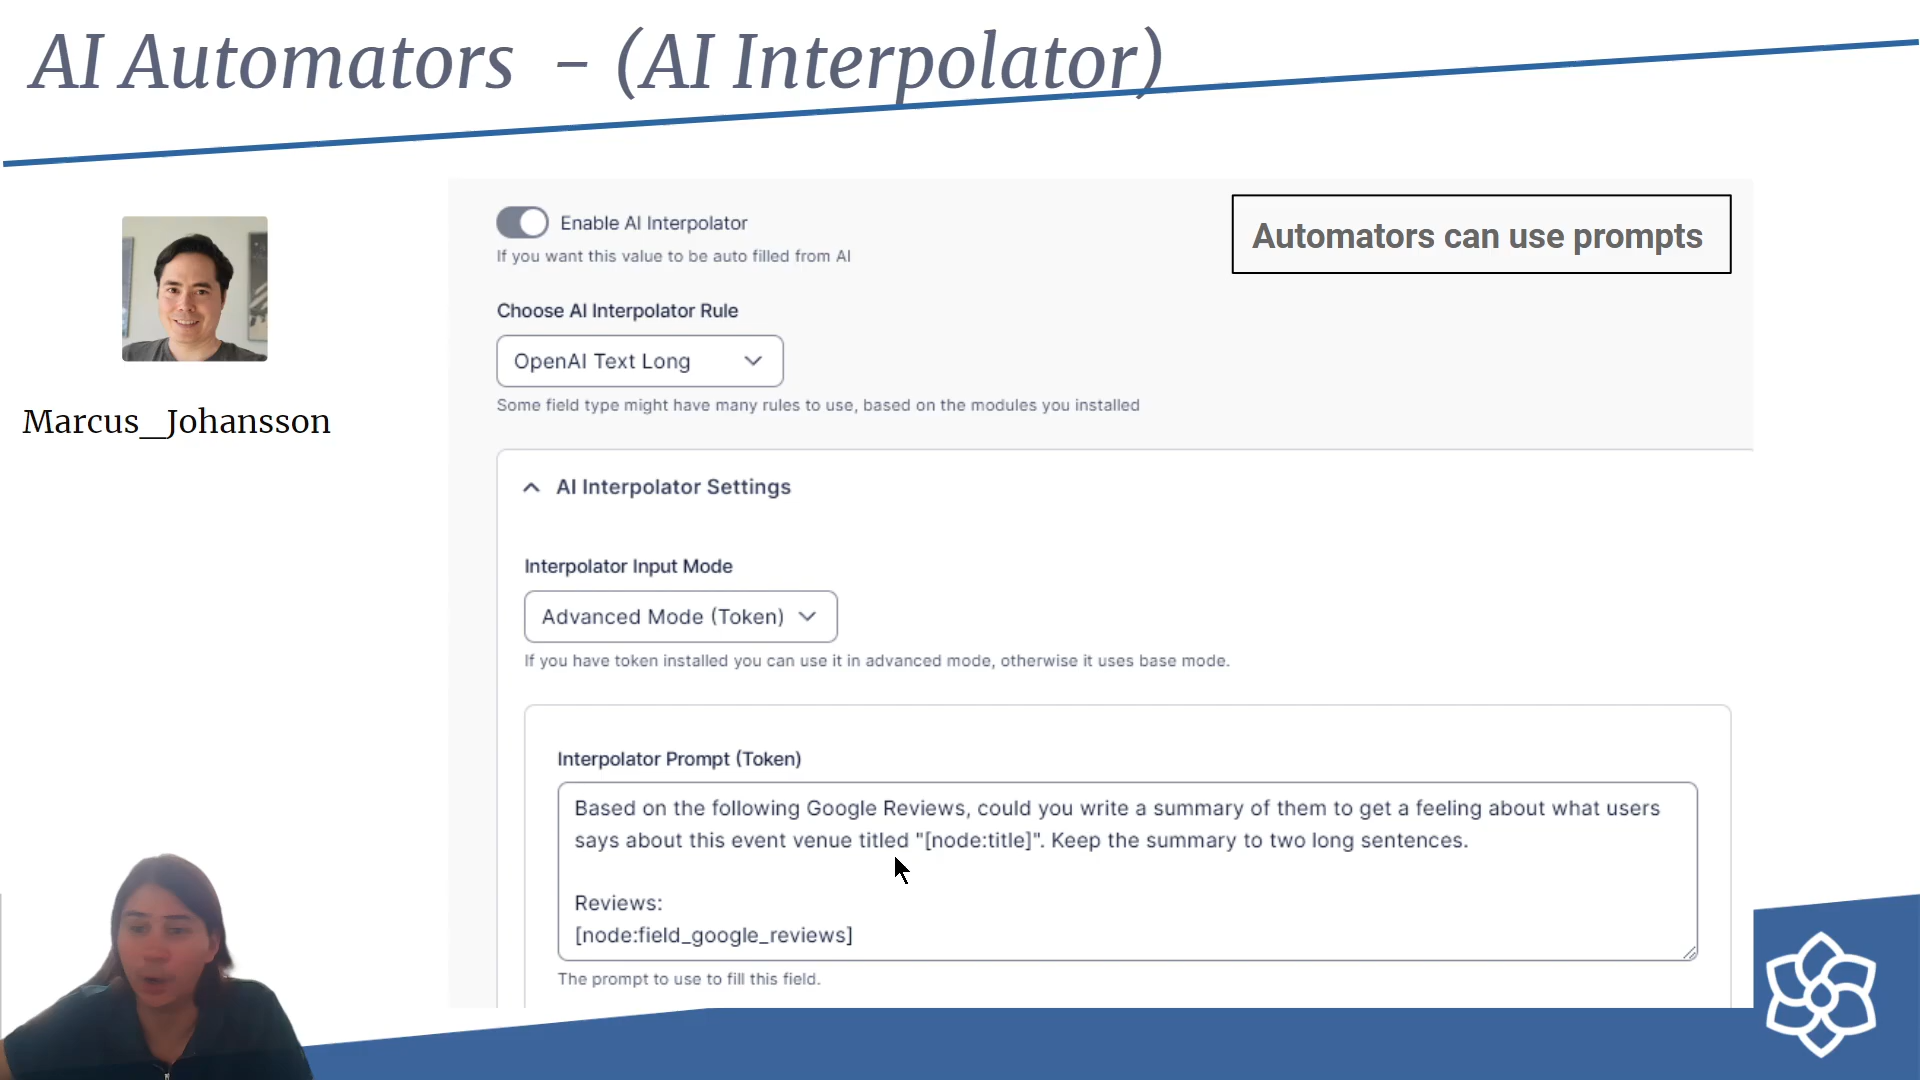 AI Automators - (AI Interpolator)
Marcus_Johansson
Enable AI Interpolator
If you want this value to be auto filled from AI
Automators can use prompts
Choose AI Interpolator Rule
OpenAI Text Long
Some field type might have many rules to use, based on the modules you installed
AI Interpolator Settings
Interpolator Input Mode
Advanced Mode (Token)
If you have token installed you can use it in advanced mode, otherwise it uses base mode.
Interpolator Prompt (Token)
Based on the following Google Reviews, could you write a summary of them to get a feeling about what users
says about this event venue titled "[node:title]". Keep the summary to two long sentences.
Reviews:
[node:field_google_reviews]
The prompt to use to fill this field.